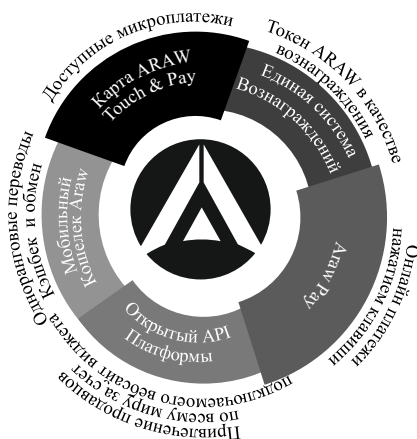 Доступные микроплатежи
Карта ARAW
Touch & Pay
Токен ARAW в качестве
вознаграждения
Единая система
Вознаграждений
Онлайн платежи
нажатием клавиши
Araw Pay
Привлечение продавцов
по всему миру за счет
подключаемого вебсайт виджета
Открытый API
Платформы
Одноранговые переводы
Кэшбек и обмен
Мобильный
Кошелек Araw